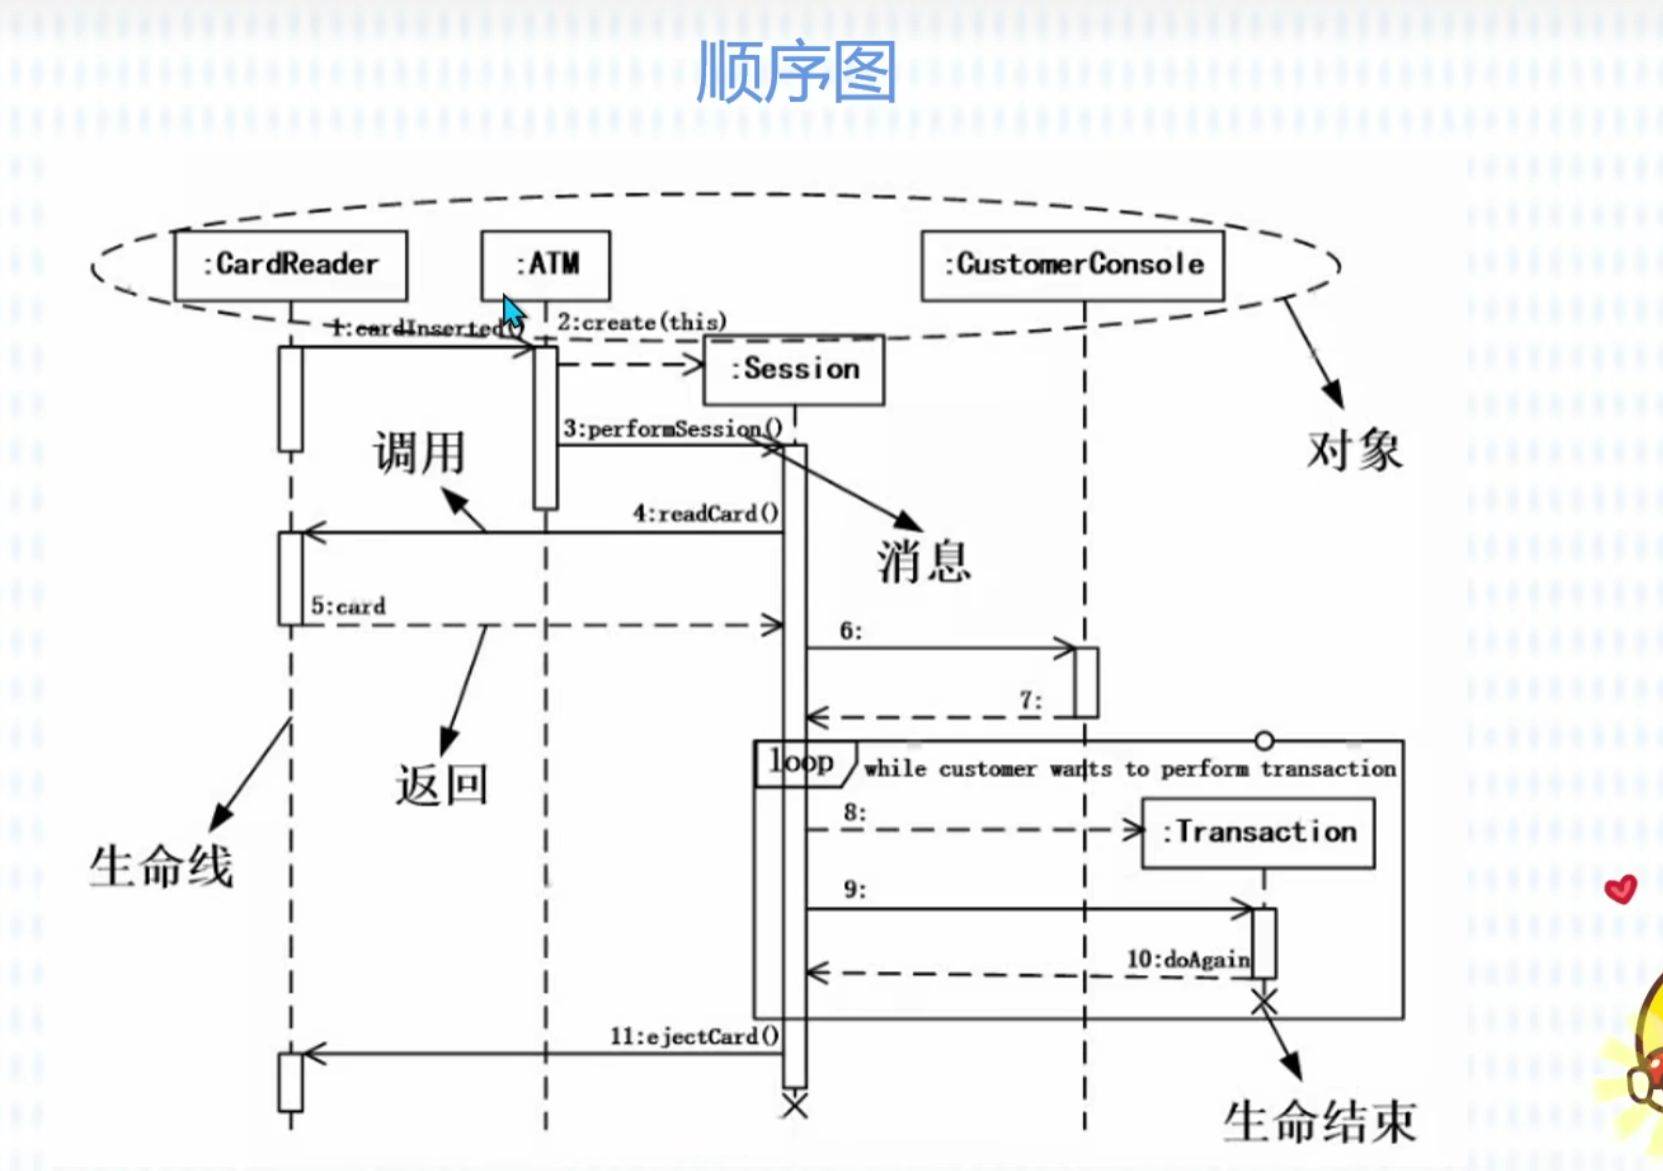 顺序图
:CardReader
:ATM
:CustomerConsole
1:cardInserted()
2:create(this)
:Session
3:performSession()
调用
对象
4:readCard()
消息
5:card
6:
7:
返回
loop
while customer wants to perform transaction
8:
:Transaction
生命线
9:
10:doAgain
11:ejectCard()
生命结束